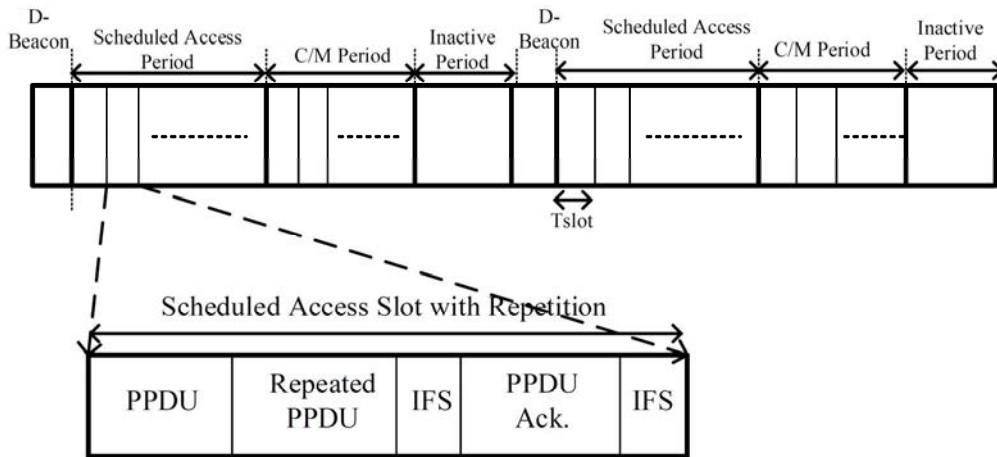 D-
Beacon
Scheduled Access
Period
C/M Period
Inactive
Period
D-
Beacon
Scheduled Access
Period
C/M Period
Inactive
Period
Tslot
Scheduled Access Slot with Repetition
PPDU
Repeated
PPDU
IFS
PPDU
Ack.
IFS